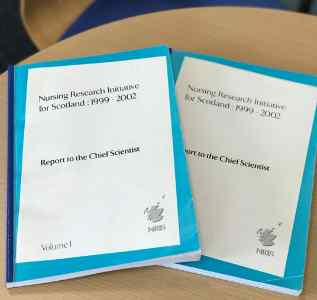 Nursing Research Initiative
for Scotland : 1999 - 2002
Report to the Chief Scientist
Volume 1
NRIS
Nursing Research Initiative
for Scotland : 1999 - 2002
port to the Chief Scientist
NRIS